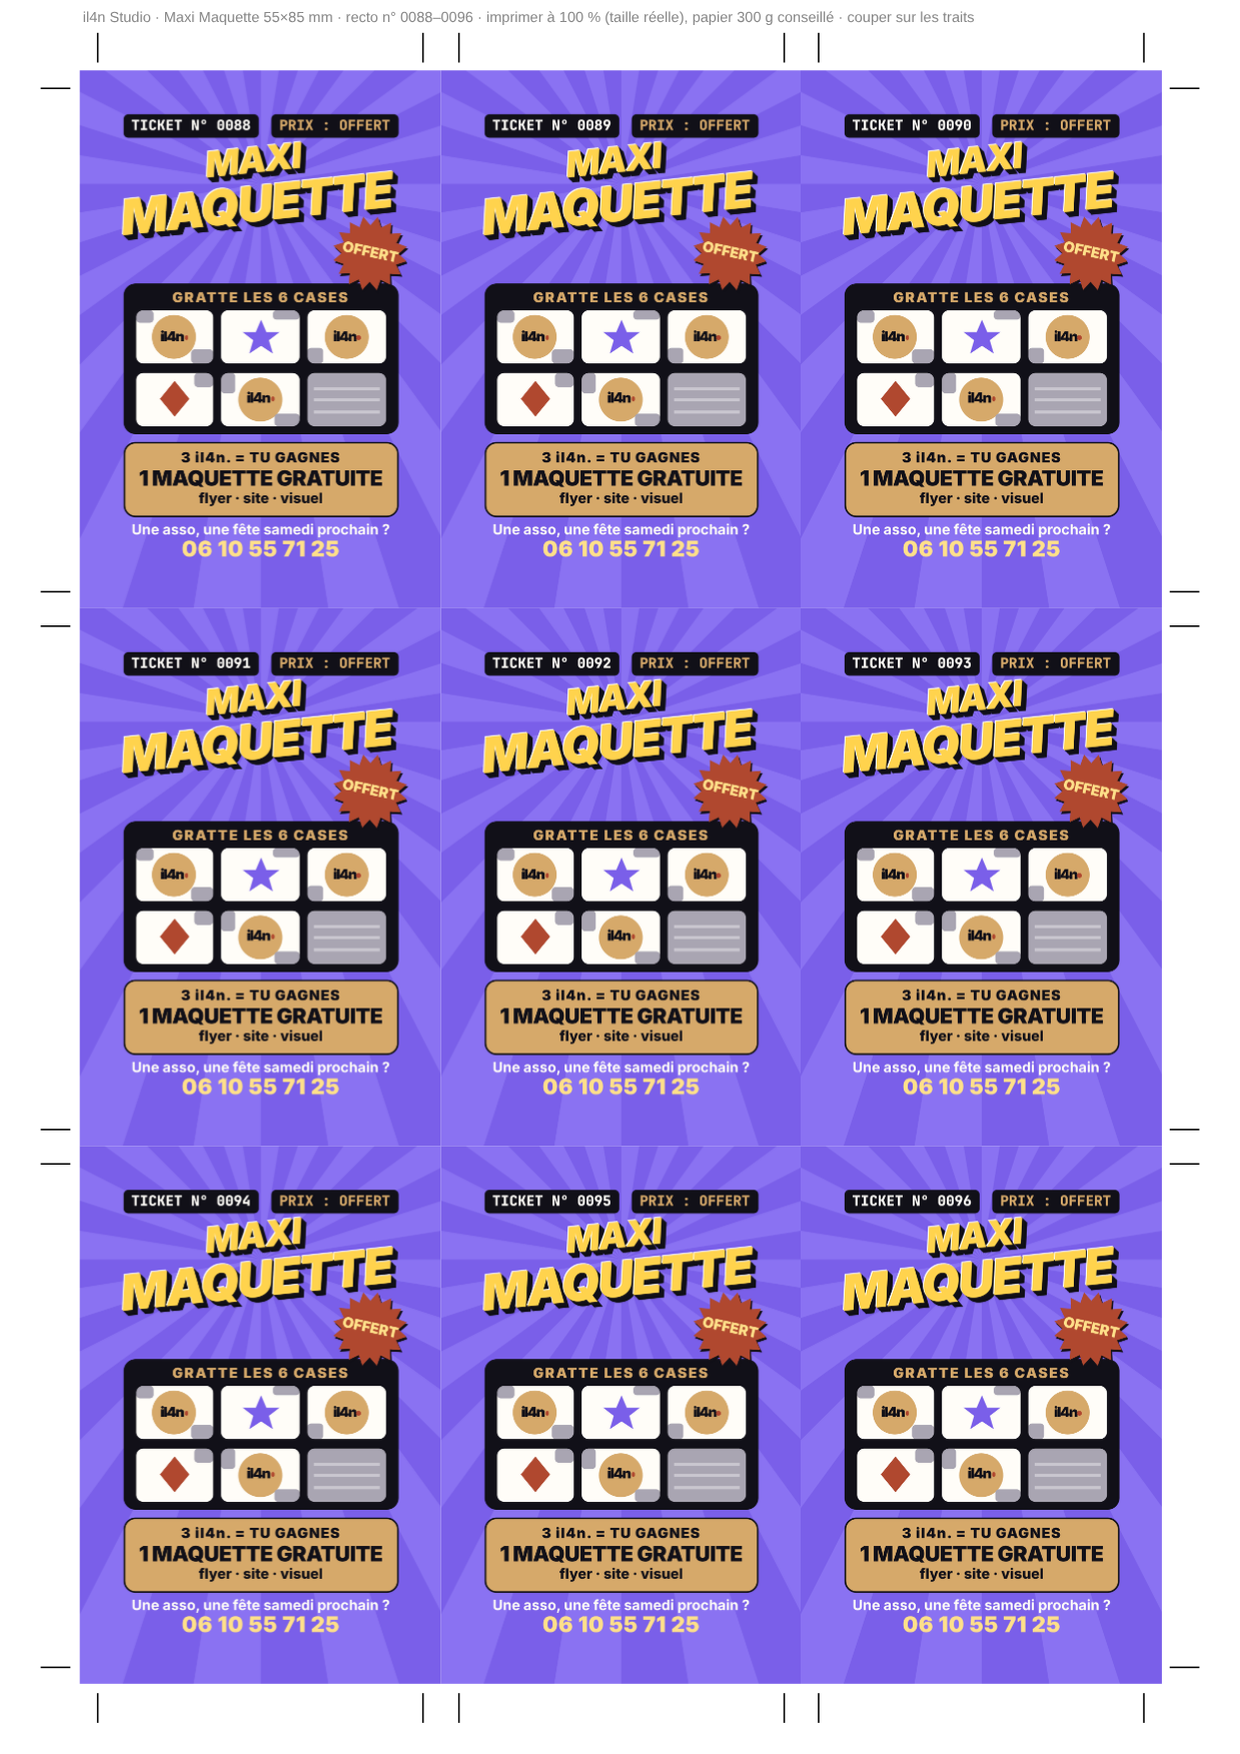 il4n Studio · Maxi Maquette 55×85 mm · recto n° 0088–0096 · imprimer à 100 % (taille réelle), papier 300 g conseillé · couper sur les traits
TICKET N° 0088
PRIX : OFFERT
MAXI
MAQUETTE
OFFERT
GRATTE LES 6 CASES
il4n.
il4n.
il4n.
3 il4n. = TU GAGNES
1 MAQUETTE GRATUITE
flyer · site · visuel
Une asso, une fête samedi prochain ?
06 10 55 71 25
TICKET N° 0089
PRIX : OFFERT
MAXI
MAQUETTE
OFFERT
GRATTE LES 6 CASES
il4n.
il4n.
il4n.
3 il4n. = TU GAGNES
1 MAQUETTE GRATUITE
flyer · site · visuel
Une asso, une fête samedi prochain ?
06 10 55 71 25
TICKET N° 0090
PRIX : OFFERT
MAXI
MAQUETTE
OFFERT
GRATTE LES 6 CASES
il4n.
il4n.
il4n.
3 il4n. = TU GAGNES
1 MAQUETTE GRATUITE
flyer · site · visuel
Une asso, une fête samedi prochain ?
06 10 55 71 25
TICKET N° 0091
PRIX : OFFERT
MAXI
MAQUETTE
OFFERT
GRATTE LES 6 CASES
il4n.
il4n.
il4n.
3 il4n. = TU GAGNES
1 MAQUETTE GRATUITE
flyer · site · visuel
Une asso, une fête samedi prochain ?
06 10 55 71 25
TICKET N° 0092
PRIX : OFFERT
MAXI
MAQUETTE
OFFERT
GRATTE LES 6 CASES
il4n.
il4n.
il4n.
3 il4n. = TU GAGNES
1 MAQUETTE GRATUITE
flyer · site · visuel
Une asso, une fête samedi prochain ?
06 10 55 71 25
TICKET N° 0093
PRIX : OFFERT
MAXI
MAQUETTE
OFFERT
GRATTE LES 6 CASES
il4n.
il4n.
il4n.
3 il4n. = TU GAGNES
1 MAQUETTE GRATUITE
flyer · site · visuel
Une asso, une fête samedi prochain ?
06 10 55 71 25
TICKET N° 0094
PRIX : OFFERT
MAXI
MAQUETTE
OFFERT
GRATTE LES 6 CASES
il4n.
il4n.
il4n.
3 il4n. = TU GAGNES
1 MAQUETTE GRATUITE
flyer · site · visuel
Une asso, une fête samedi prochain ?
06 10 55 71 25
TICKET N° 0095
PRIX : OFFERT
MAXI
MAQUETTE
OFFERT
GRATTE LES 6 CASES
il4n.
il4n.
il4n.
3 il4n. = TU GAGNES
1 MAQUETTE GRATUITE
flyer · site · visuel
Une asso, une fête samedi prochain ?
06 10 55 71 25
TICKET N° 0096
PRIX : OFFERT
MAXI
MAQUETTE
OFFERT
GRATTE LES 6 CASES
il4n.
il4n.
il4n.
3 il4n. = TU GAGNES
1 MAQUETTE GRATUITE
flyer · site · visuel
Une asso, une fête samedi prochain ?
06 10 55 71 25